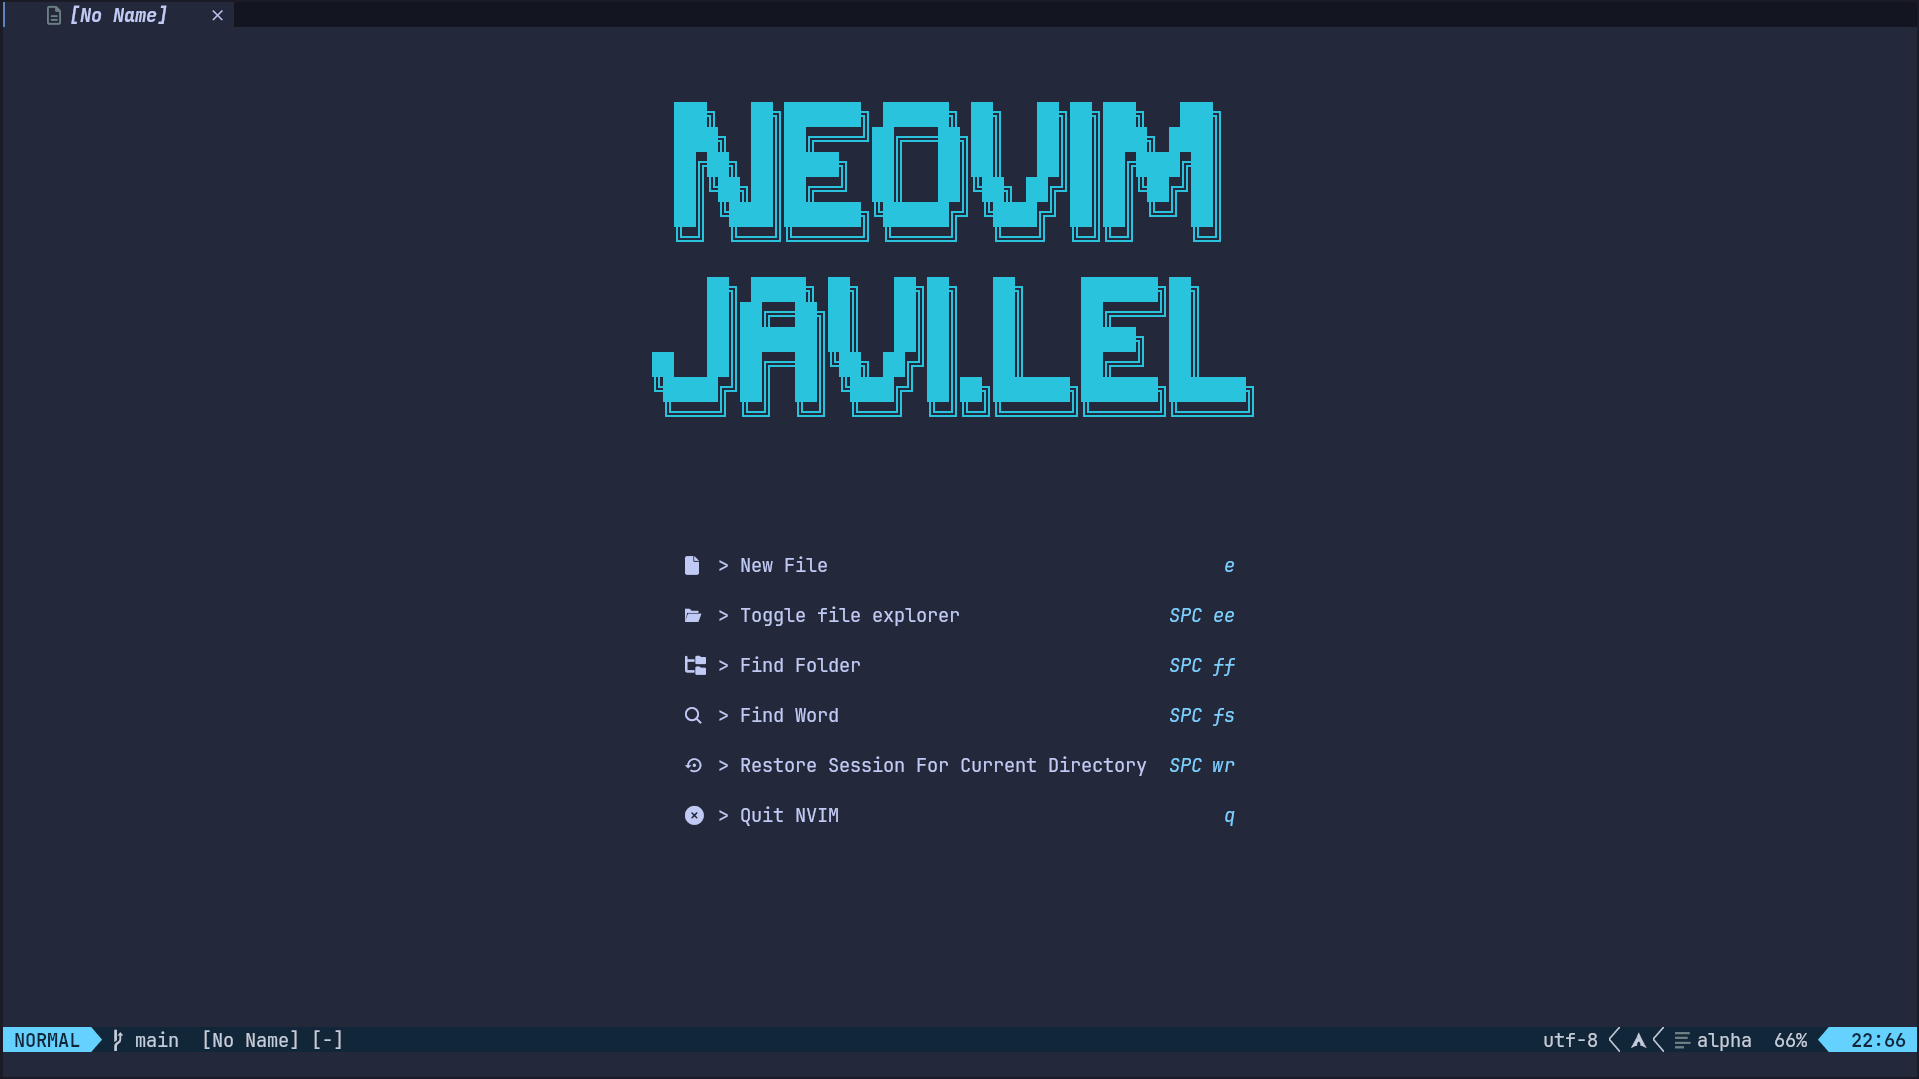 [No Name] ×
NEOVIM
JAVI.LEL
> New File e
> Toggle file explorer SPC ee
> Find Folder SPC ff
> Find Word SPC fs
> Restore Session For Current Directory SPC wr
> Quit NVIM q
NORMAL main [No Name] [-] utf-8 alpha 66% 22:66